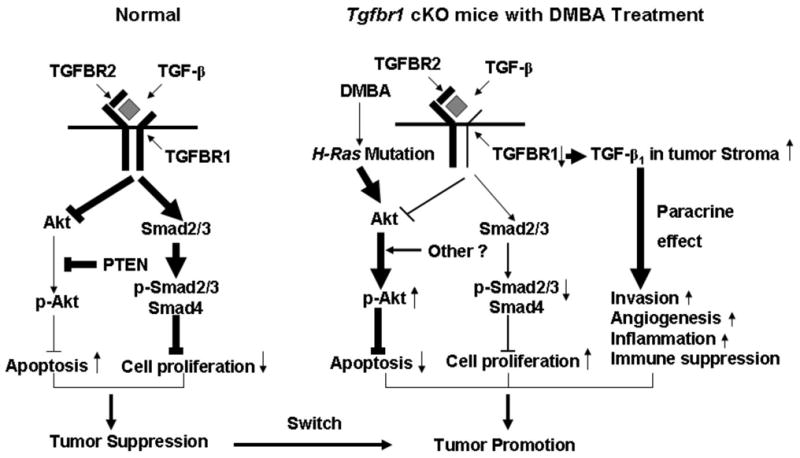 Normal
Tgfbr1 cKO mice with DMBA Treatment
TGFBR2
TGF-β
TGFBR1
Akt
Smad2/3
PTEN
p-Akt
p-Smad2/3
Smad4
Apoptosis ↑
Cell proliferation ↓
Tumor Suppression
Switch
TGFBR2
TGF-β
DMBA
H-Ras Mutation
TGFBR1 ↓
TGF-β1 in tumor Stroma ↑
Akt
Smad2/3
Paracrine
effect
Other ?
p-Akt ↑
p-Smad2/3 ↓
Smad4
Invasion ↑
Angiogenesis ↑
Inflammation ↑
Immune suppression
Apoptosis ↓
Cell proliferation ↑
Tumor Promotion